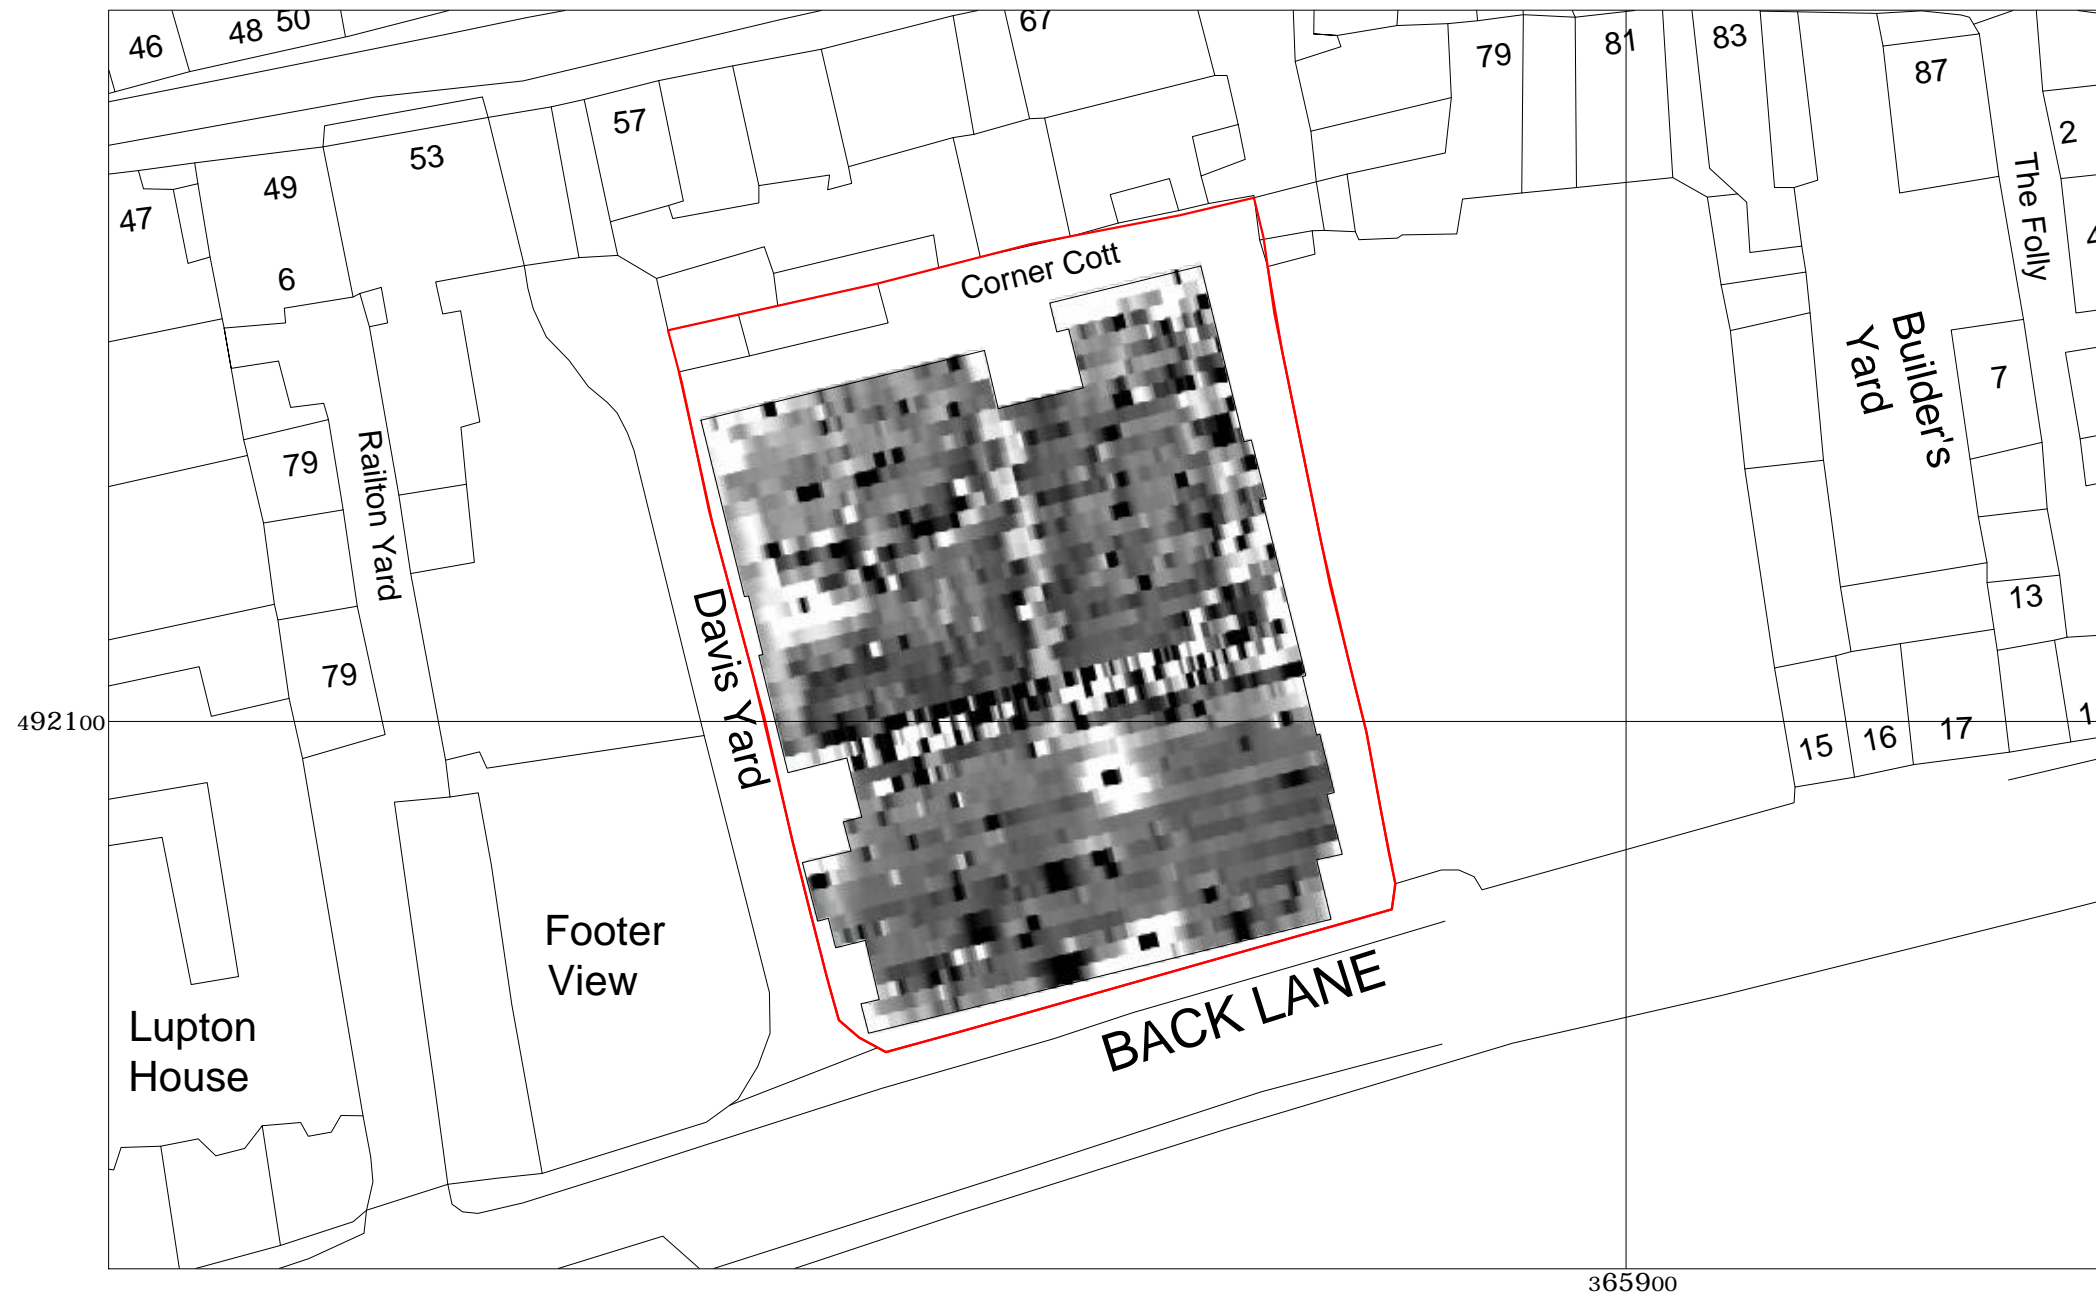 46
48
50
67
79
81
83
87
2
57
53
49
47
6
The Folly
Corner Cott
Builder's
Yard
7
79
Railton Yard
13
Davis Yard
79
492100
15
16
17
Footer
View
BACK LANE
Lupton
House
365900